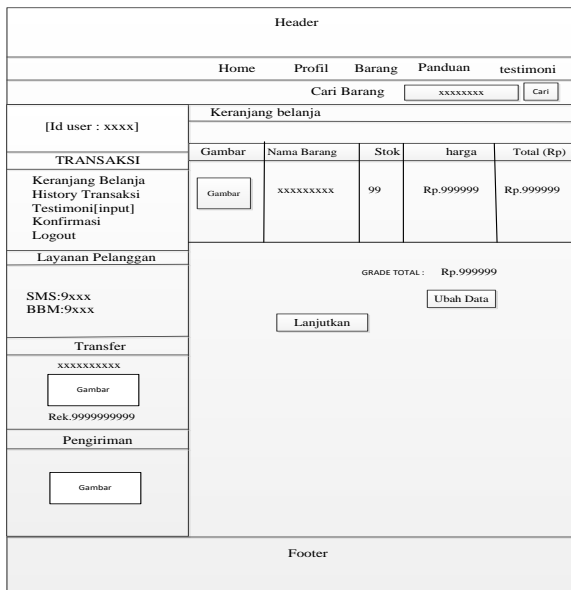 Header
Home Profil Barang Panduan testimoni
Cari Barang xxxxxxxx Cari
[Id user : xxxx]
TRANSAKSI
Keranjang Belanja
History Transaksi
Testimoni[input]
Konfirmasi
Logout
Layanan Pelanggan
SMS:9xxx
BBM:9xxx
Transfer
xxxxxxxxxx
Gambar
Rek.9999999999
Pengiriman
Gambar
Keranjang belanja
Gambar Nama Barang Stok harga Total (Rp)
Gambar xxxxxxxxx 99 Rp.999999 Rp.999999
GRADE TOTAL : Rp.999999
Ubah Data
Lanjutkan
Footer